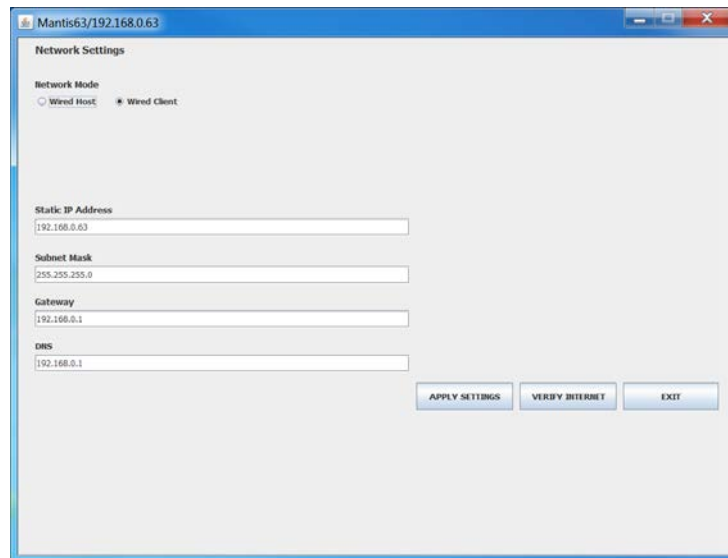 Mantis63/192.168.0.63
Network Settings
Network Mode
Wired Host Wired Client
Static IP Address
192.168.0.63
Subnet Mask
255.255.255.0
Gateway
192.168.0.1
DNS
192.168.0.1
APPLY SETTINGS VERIFY INTERNET EXIT